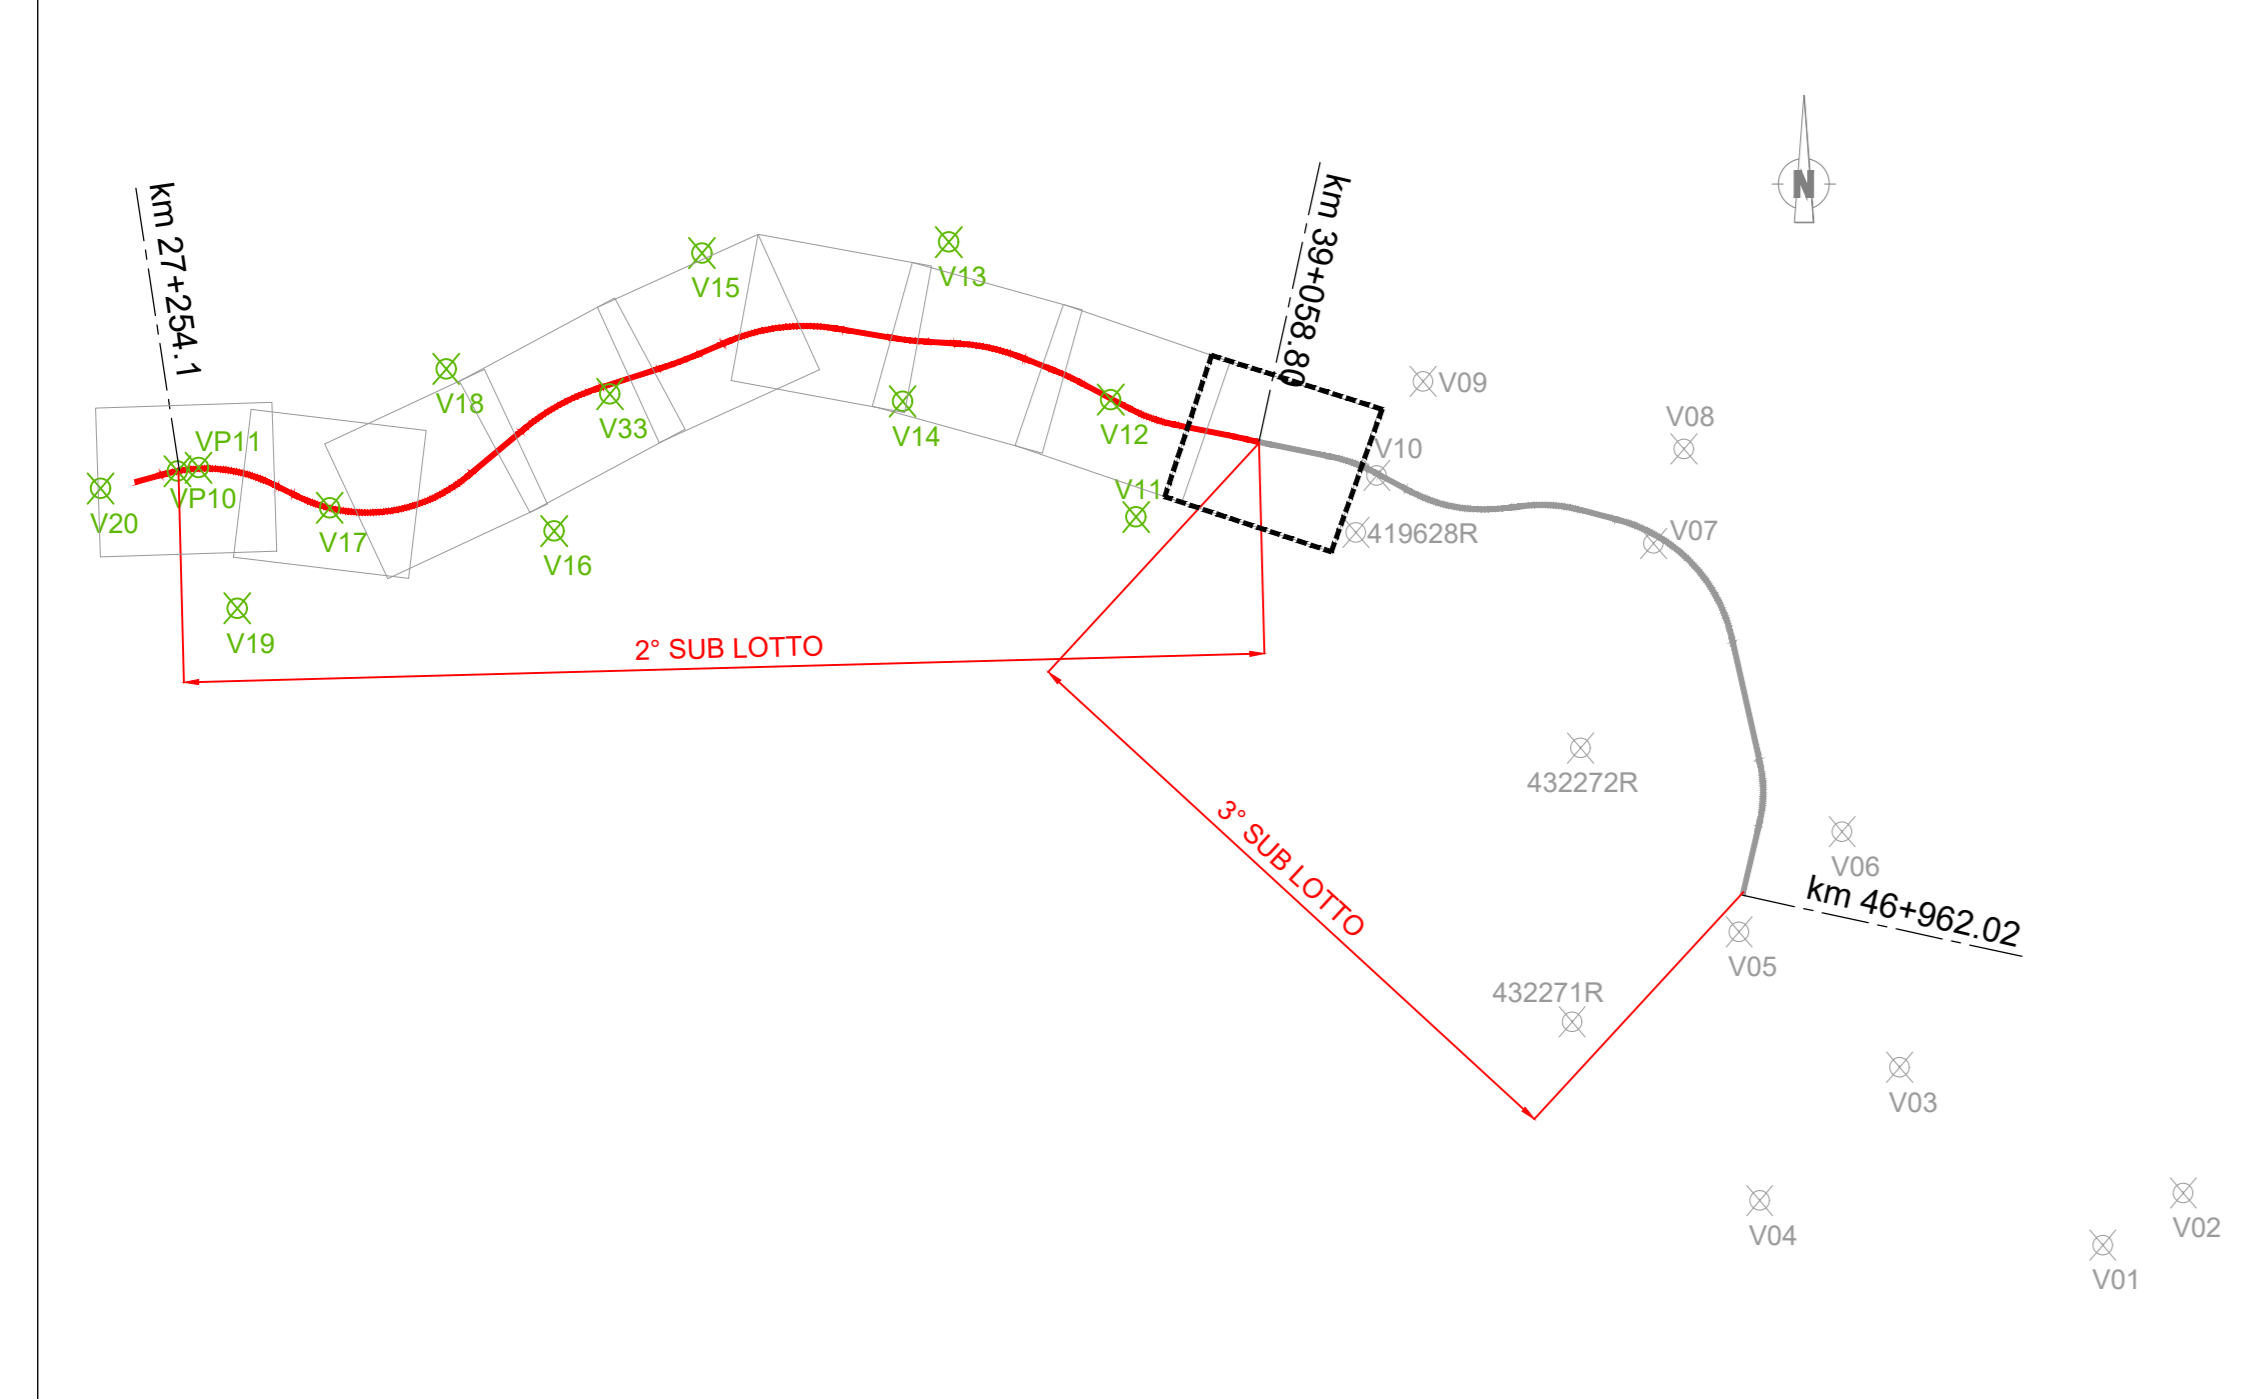 N
km 27+254.1
km 39+058.80
V15
V13
V09
V18
V08
V33
V14
V12
VP11
V10
VP10
V11
V20
V17
V16
419628R
V07
V19
2° SUB LOTTO
432272R
3° SUB LOTTO
V06
km 46+962.02
V05
432271R
V03
V04
V02
V01